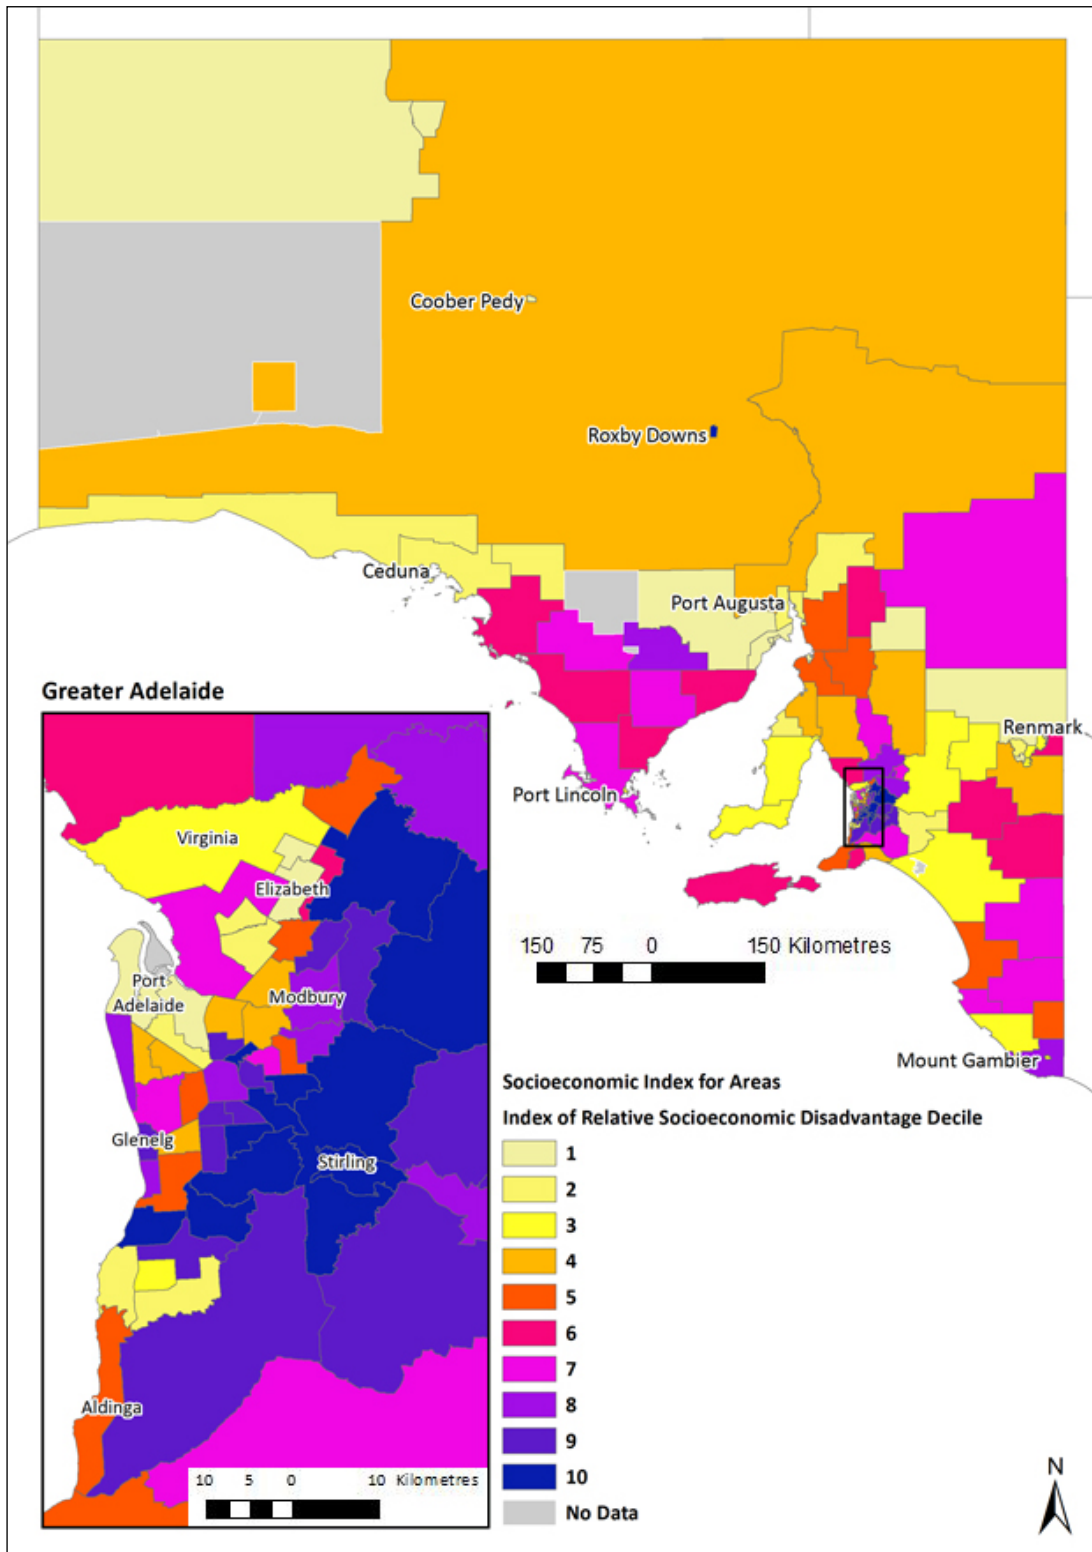 Coober Pedy
Roxby Downs
Ceduna
Port Augusta
Greater Adelaide
Renmark
Port Lincoln
Virginia
Elizabeth
150 75 0 150 Kilometres
Port
Adelaide
Modbury
Mount Gambier
Socioeconomic Index for Areas
Index of Relative Socioeconomic Disadvantage Decile
Glenelg
Stirling
1
2
3
4
5
6
7
8
9
10
No Data
Aldinga
10 5 0 10 Kilometres
N